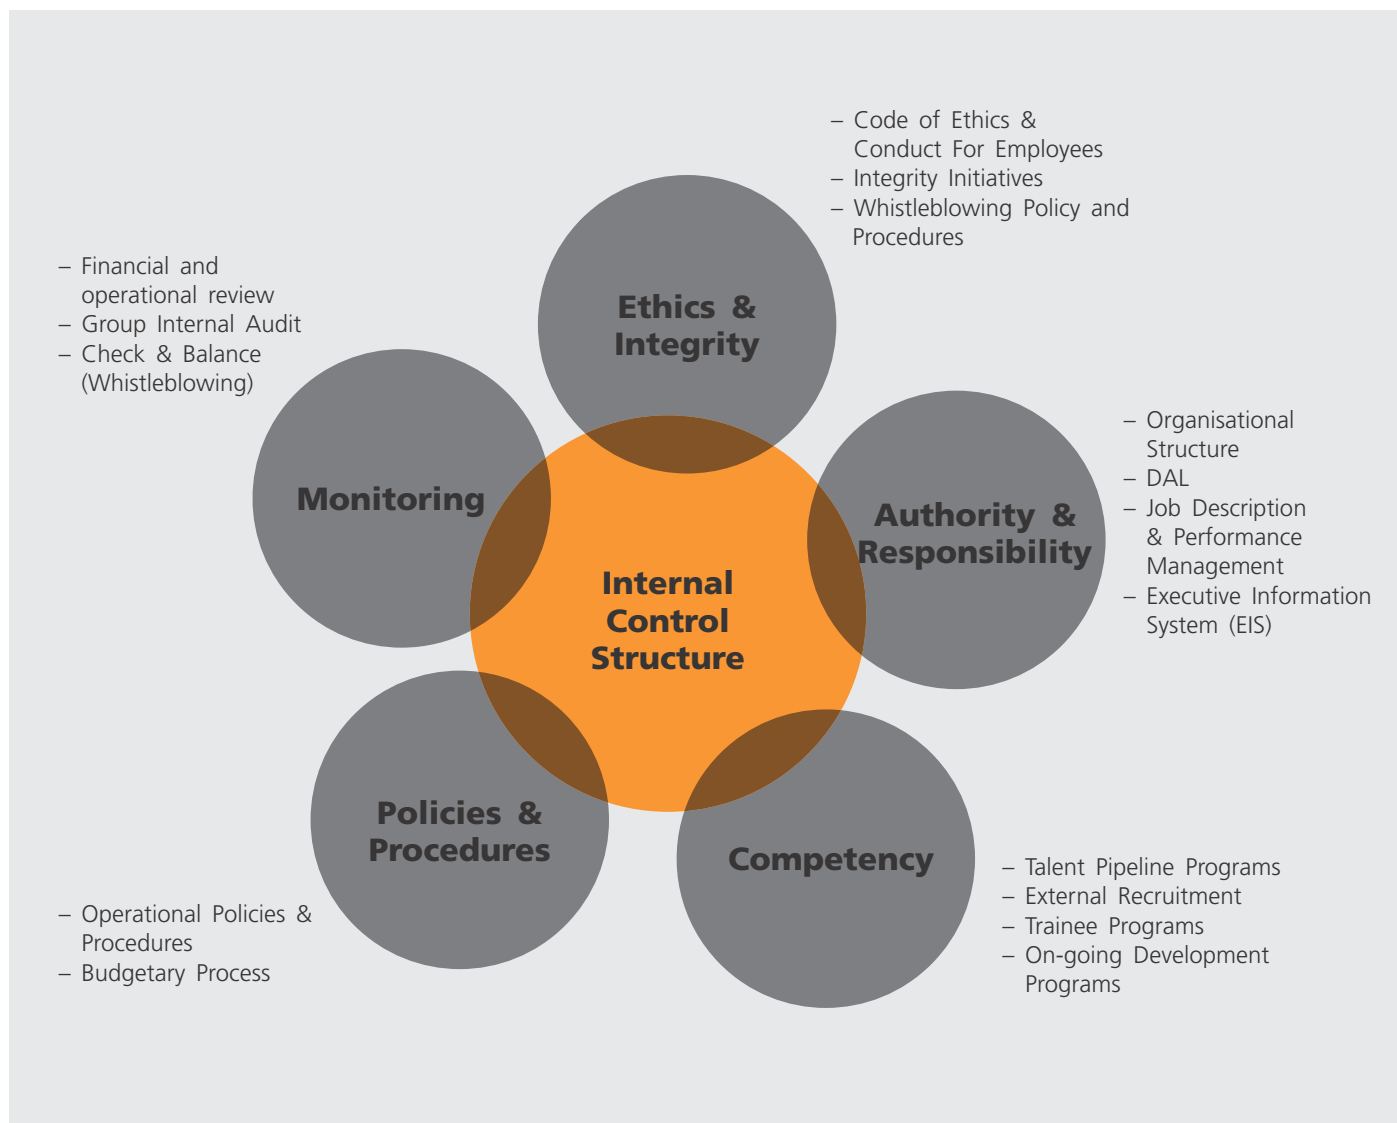 – Code of Ethics &
Conduct For Employees
– Integrity Initiatives
– Whistleblowing Policy and
Procedures
– Financial and
operational review
– Group Internal Audit
– Check & Balance
(Whistleblowing)
Ethics &
Integrity
Monitoring
Authority &
Responsibility
– Organisational
Structure
– DAL
– Job Description
& Performance
Management
– Executive Information
System (EIS)
Internal
Control
Structure
Policies &
Procedures
Competency
– Operational Policies &
Procedures
– Budgetary Process
– Talent Pipeline Programs
– External Recruitment
– Trainee Programs
– On-going Development
Programs